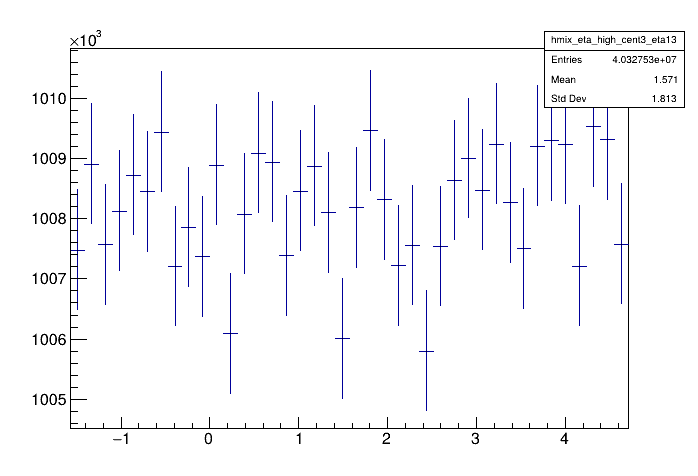 ×10³
hmix_eta_high_cent3_eta13
Entries 4.032753e+07
Mean 1.571
Std Dev 1.813
1010
1009
1008
1007
1006
1005
−1 0 1 2 3 4